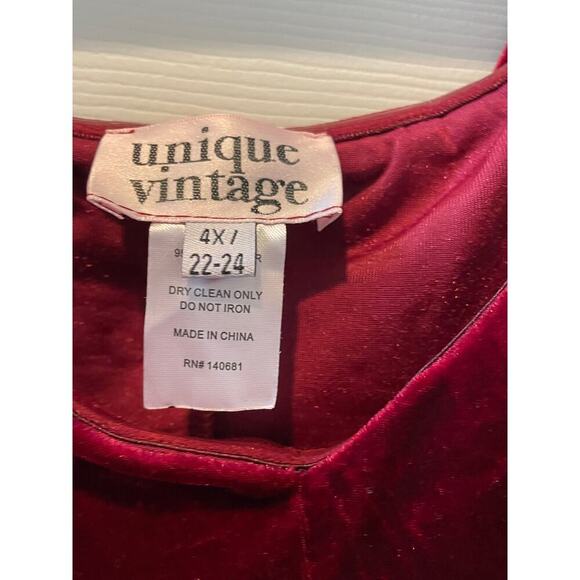 unique
vintage
4X/
22-24
DRY CLEAN ONLY
DO NOT IRON
MADE IN CHINA
RN# 140681